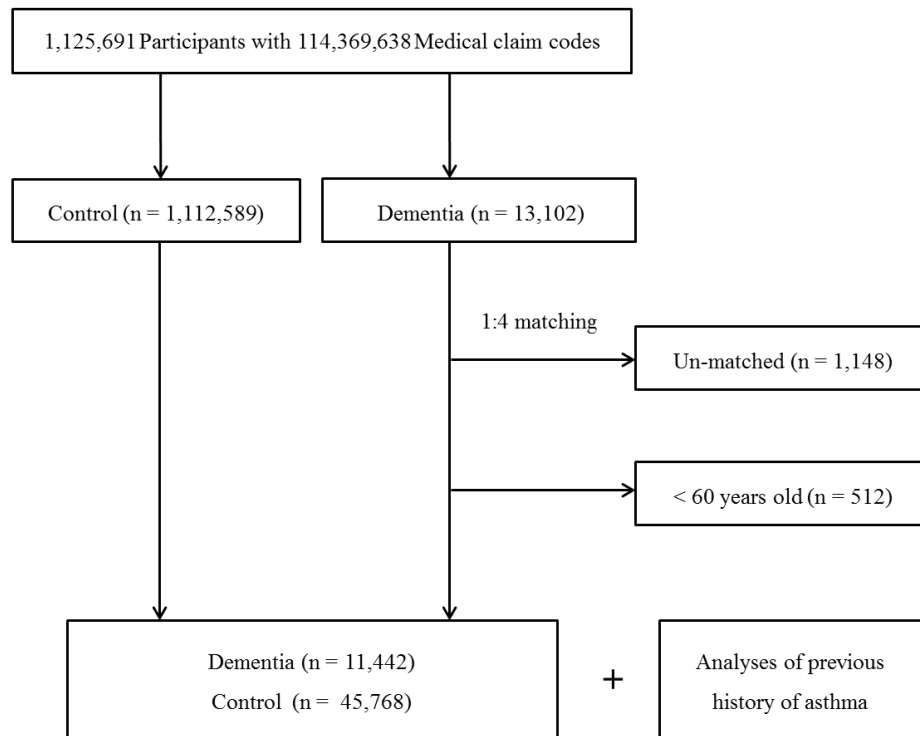 1,125,691 Participants with 114,369,638 Medical claim codes
Control (n = 1,112,589)
Dementia (n = 13,102)
1:4 matching
Un-matched (n = 1,148)
< 60 years old (n = 512)
Dementia (n = 11,442)
Control (n = 45,768)
+
Analyses of previous
history of asthma